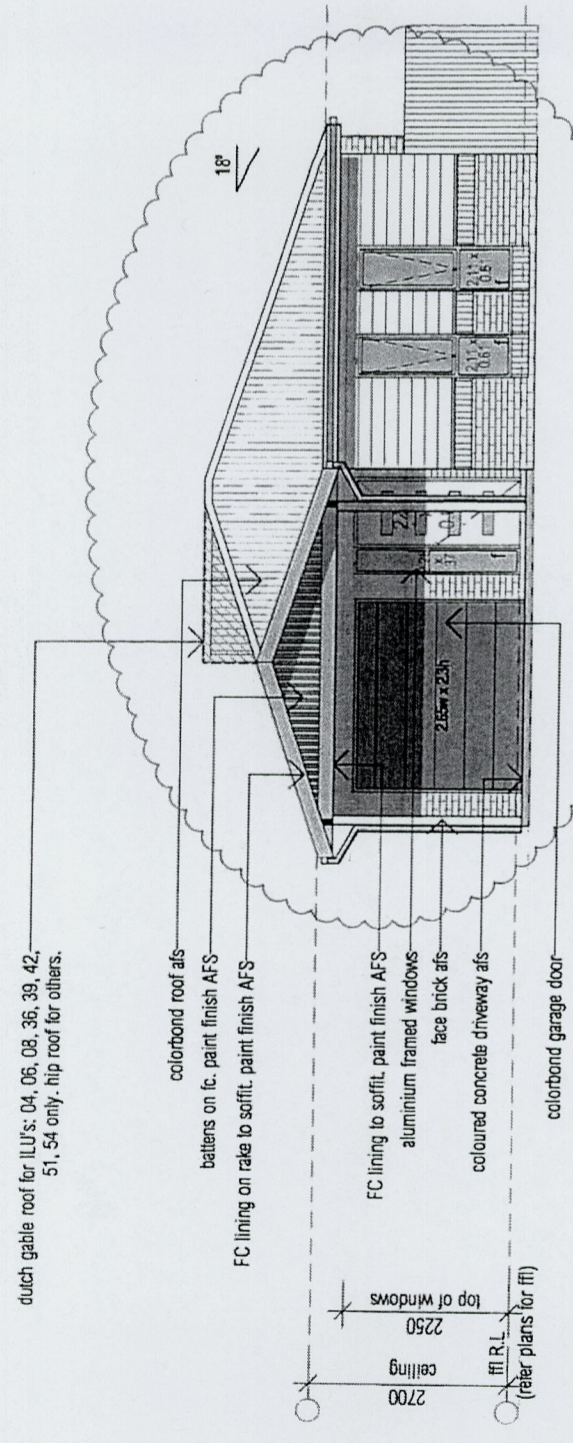 dutch gable roof for ILU's: 04, 06, 08, 36, 39, 42,
51, 54 only. hip roof for others.
colorbond roof afs
battens on fc. paint finish AFS
FC lining on rake to soffit. paint finish AFS
FC lining to soffit. paint finish AFS
aluminium framed windows
face brick afs
coloured concrete driveway afs
colorbond garage door
18°
2.65w x 2.3h
f
2.11 x
0.6
f
2.11 x
0.6
f
2700
ceiling
2250
top of windows
ffl R.L
(refer plans for ffl)